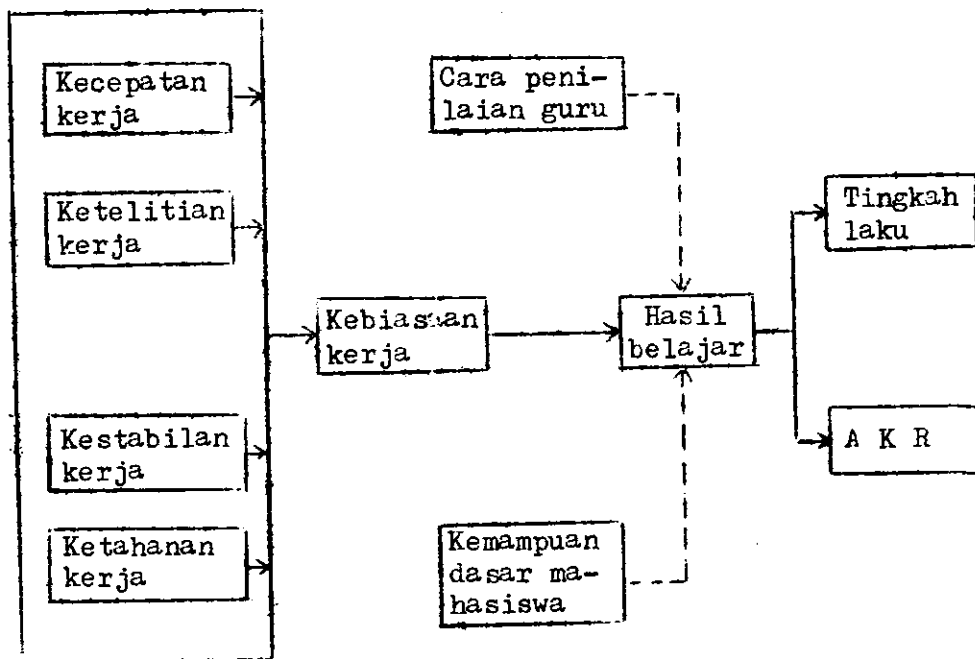 Kecepatan
kerja
Ketelitian
kerja
Kestabilan
kerja
Ketahanan
kerja
Kebiasaan
kerja
Cara peni-
laian guru
Kemampuan
dasar ma-
hasiswa
Hasil
belajar
Tingkah
laku
A K R